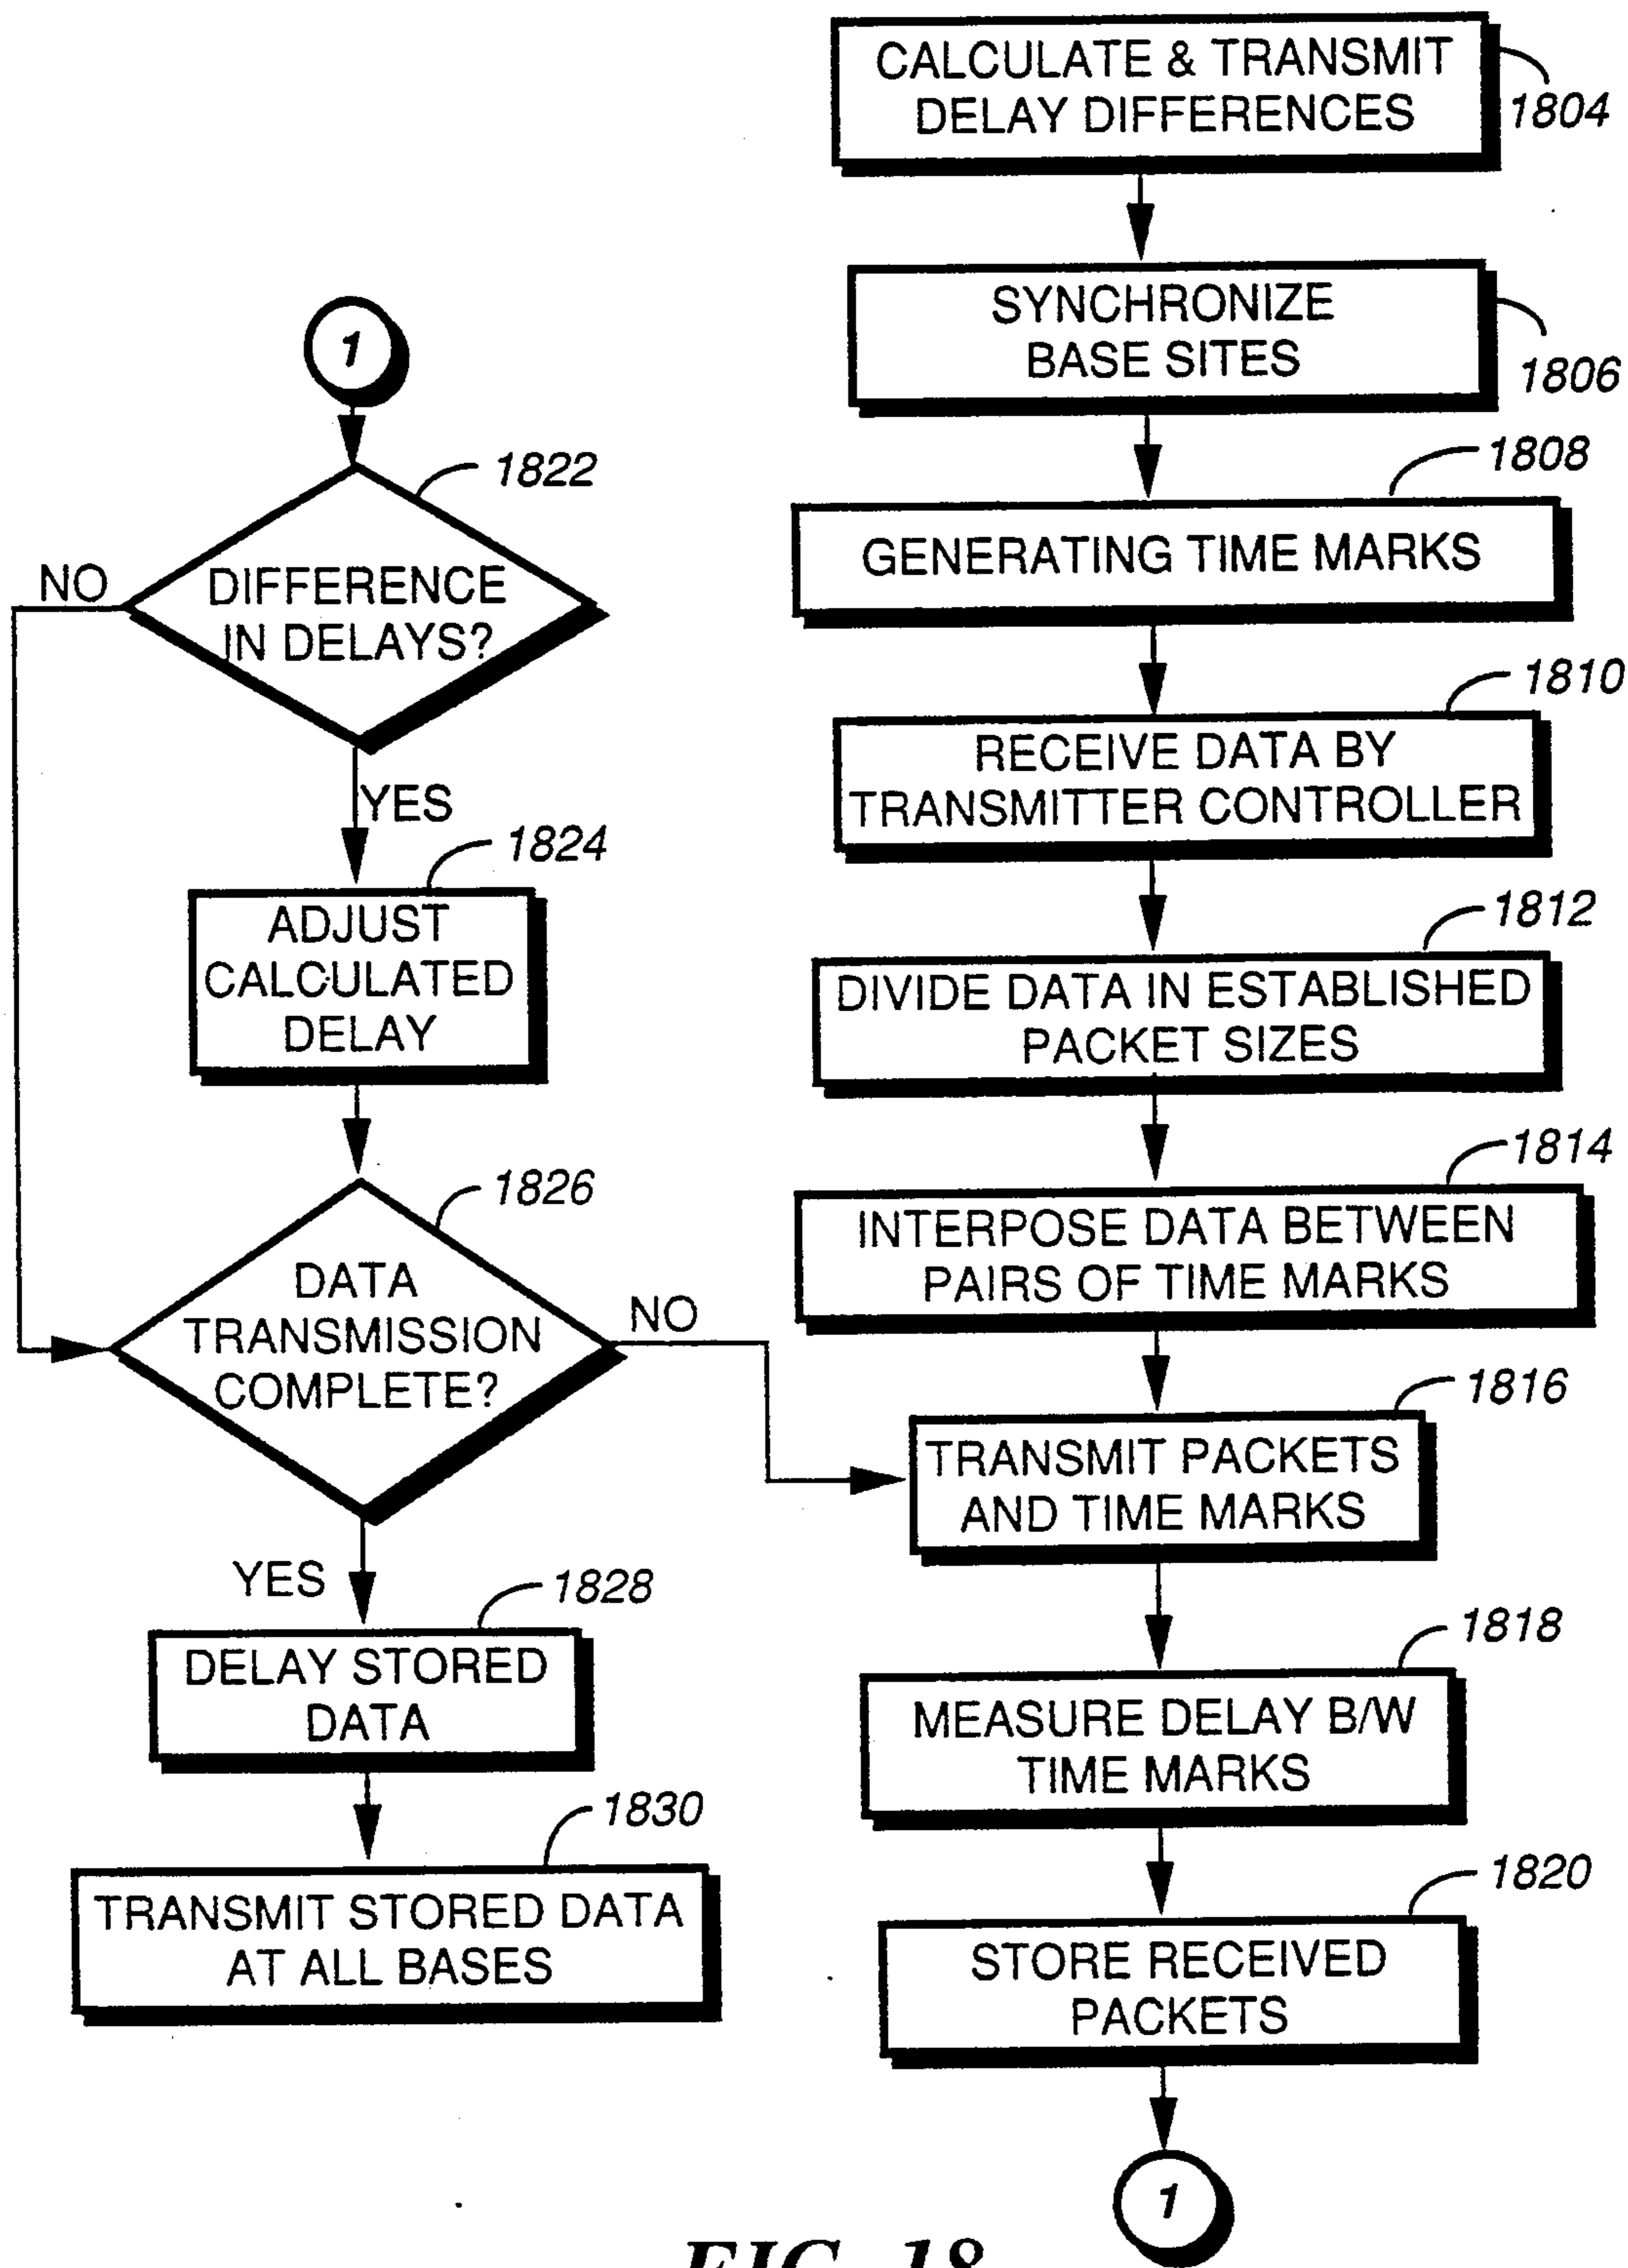 CALCULATE & TRANSMIT
DELAY DIFFERENCES
1804
SYNCHRONIZE
BASE SITES
1806
1808
GENERATING TIME MARKS
1810
RECEIVE DATA BY
TRANSMITTER CONTROLLER
1812
DIVIDE DATA IN ESTABLISHED
PACKET SIZES
1814
INTERPOSE DATA BETWEEN
PAIRS OF TIME MARKS
1816
TRANSMIT PACKETS
AND TIME MARKS
1818
MEASURE DELAY B/W
TIME MARKS
1820
STORE RECEIVED
PACKETS
1
1
1822
NO
DIFFERENCE
IN DELAYS?
YES
1824
ADJUST
CALCULATED
DELAY
1826
DATA
TRANSMISSION
COMPLETE?
NO
YES
1828
DELAY STORED
DATA
1830
TRANSMIT STORED DATA
AT ALL BASES
FIG. 18